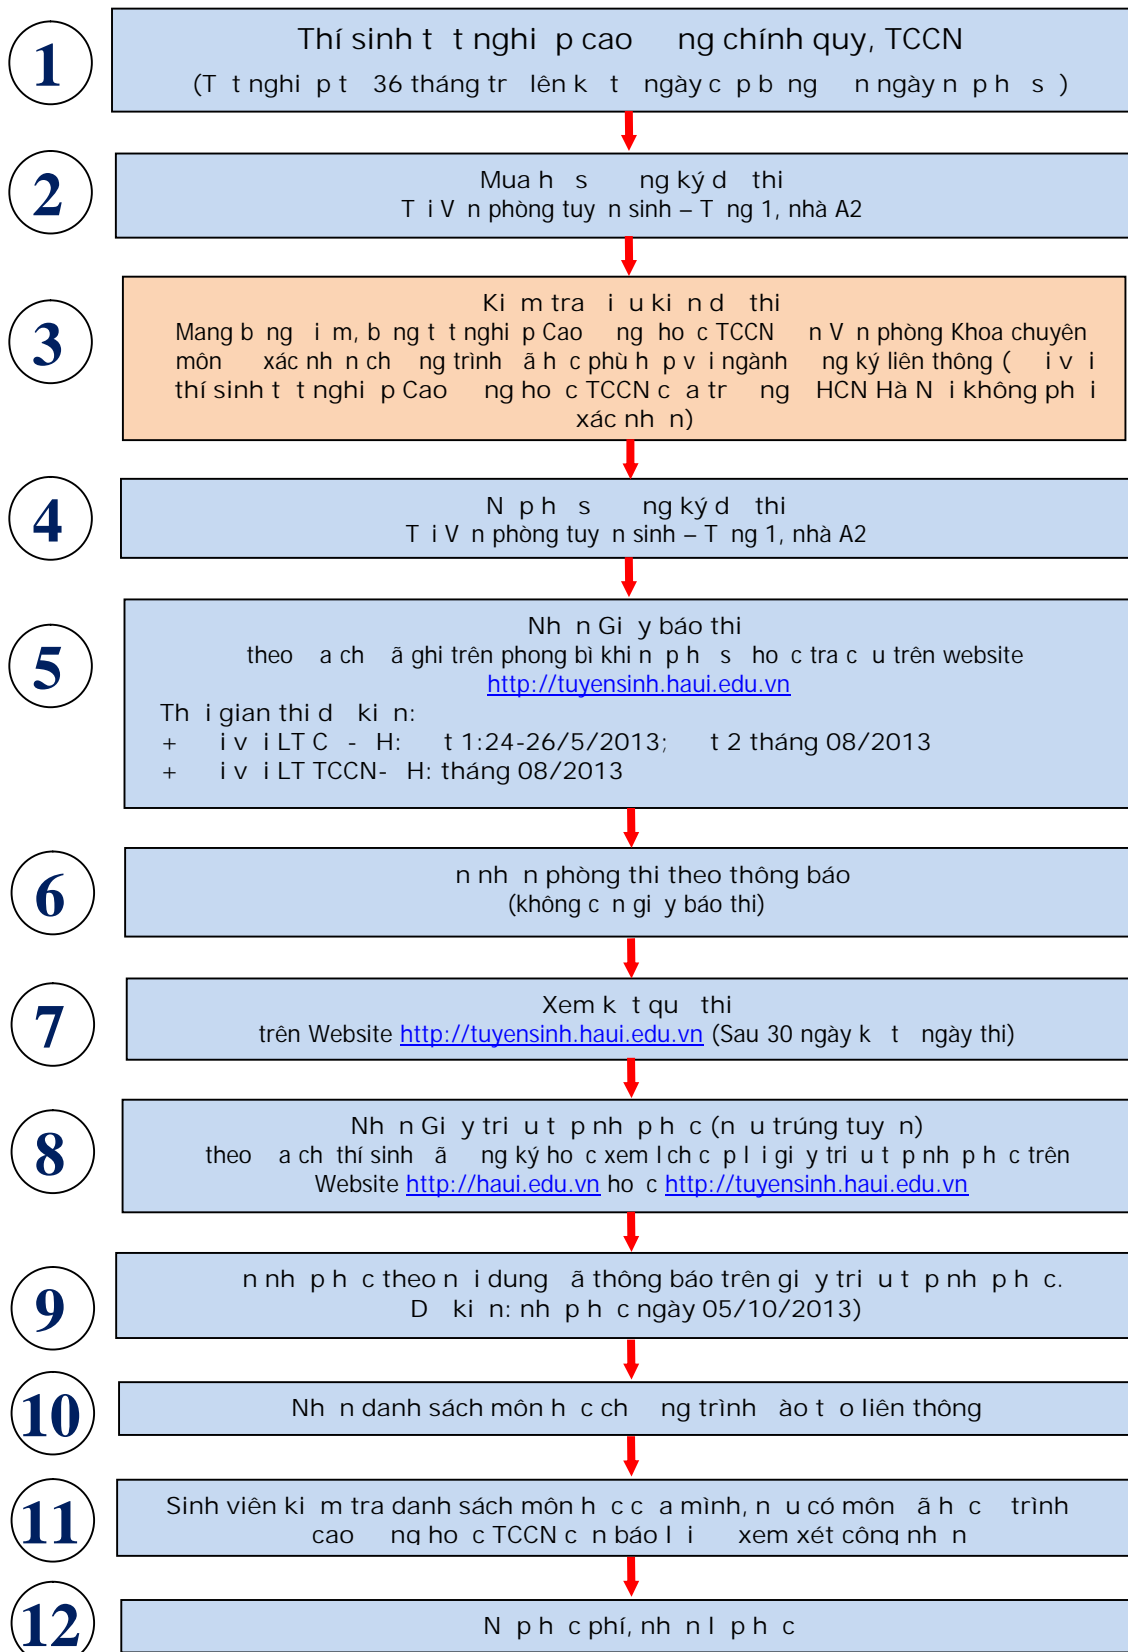 1
Thí sinh t t nghi p cao ng chính quy, TCCN
(T t nghi p t 36 tháng tr lên k t ngày c p b ng n ngày n p h s )
2
Mua h s ng ký d thi
T i V n phòng tuy n sinh – T ng 1, nhà A2
3
Ki m tra i u ki n d thi
Mang b ng i m, b ng t t nghi p Cao ng ho c TCCN n V n phòng Khoa chuyên
môn xác nh n ch ng trình ã h c phù h p v i ngành ng ký liên thông ( i v i
thí sinh t t nghi p Cao ng ho c TCCN c a tr ng HCN Hà N i không ph i
xác nh n)
4
N p h s ng ký d thi
T i V n phòng tuy n sinh – T ng 1, nhà A2
5
Nh n Gi y báo thi
theo a ch ã ghi trên phong bì khi n p h s ho c tra c u trên website
http://tuyensinh.haui.edu.vn
Th i gian thi d ki n:
+ i v i LT C - H: t 1:24-26/5/2013; t 2 tháng 08/2013
+ i v i LT TCCN- H: tháng 08/2013
6
n nh n phòng thi theo thông báo
(không c n gi y báo thi)
7
Xem k t qu thi
trên Website http://tuyensinh.haui.edu.vn (Sau 30 ngày k t ngày thi)
8
Nh n Gi y tri u t p nh p h c (n u trúng tuy n)
theo a ch thí sinh ã ng ký ho c xem l ch c p l i gi y tri u t p nh p h c trên
Website http://haui.edu.vn ho c http://tuyensinh.haui.edu.vn
9
n nh p h c theo n i dung ã thông báo trên gi y tri u t p nh p h c.
D ki n: nh p h c ngày 05/10/2013)
10
Nh n danh sách môn h c ch ng trình ào t o liên thông
11
Sinh viên ki m tra danh sách môn h c c a mình, n u có môn ã h c trình
cao ng ho c TCCN c n báo l i xem xét công nh n
12
N p h c phí, nh n l p h c